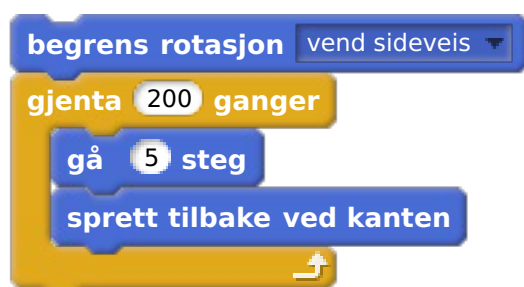 begrens rotasjon vend sideveis
gjenta 200 ganger
gå 5 steg
sprett tilbake ved kanten